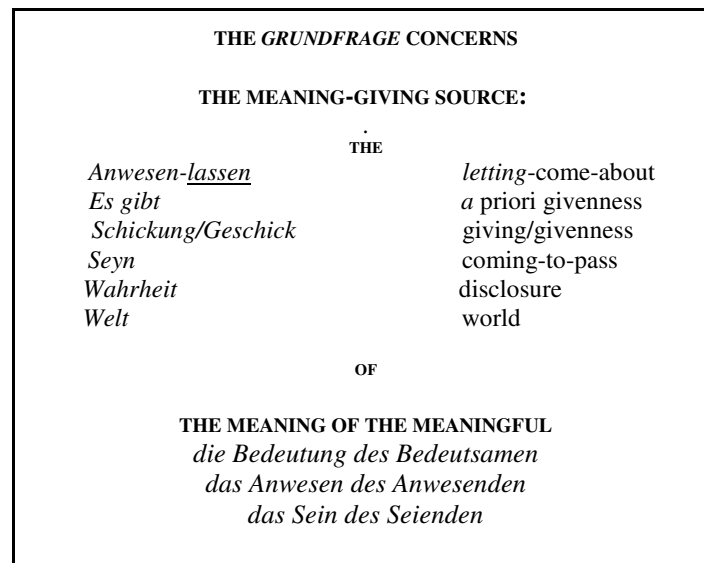 THE GRUNDFRAGE CONCERNS
THE MEANING-GIVING SOURCE:
.
THE
Anwesen-lassen letting-come-about
Es gibt a priori givenness
Schickung/Geschick giving/givenness
Seyn coming-to-pass
Wahrheit disclosure
Welt world
OF
THE MEANING OF THE MEANINGFUL
die Bedeutung des Bedeutsamen
das Anwesen des Anwesenden
das Sein des Seienden